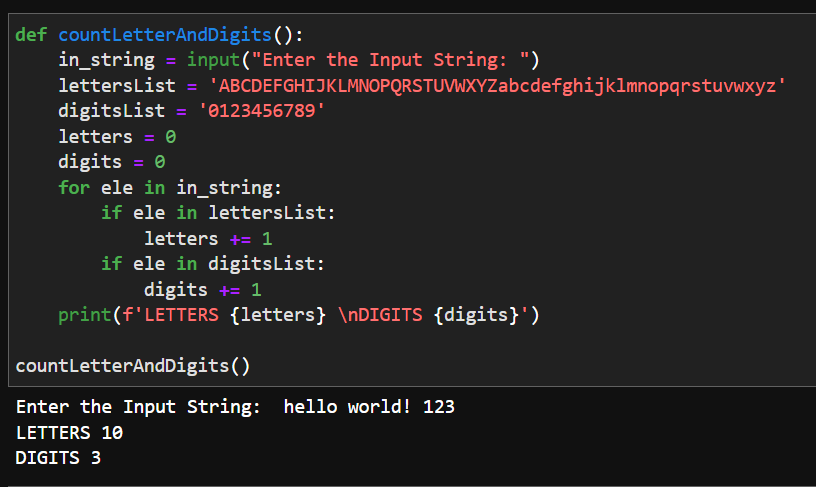 def countLetterAndDigits():
    in_string = input("Enter the Input String: ")
    lettersList = 'ABCDEFGHIJKLMNOPQRSTUVWXYZabcdefghijklmnopqrstuvwxyz'
    digitsList = '0123456789'
    letters = 0
    digits = 0
    for ele in in_string:
        if ele in lettersList:
            letters += 1
        if ele in digitsList:
            digits += 1
    print(f'LETTERS {letters} \nDIGITS {digits}')

countLetterAndDigits()
Enter the Input String:  hello world! 123
LETTERS 10
DIGITS 3